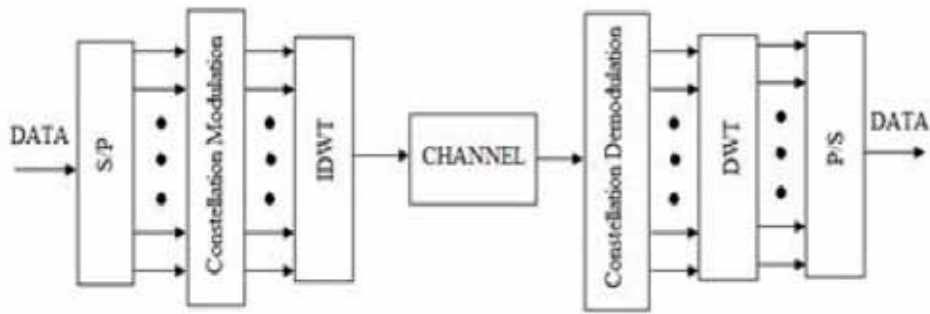 DATA
S/P
Constellation Modulation
IDWT
CHANNEL
Constellation Demodulation
DWT
P/S
DATA